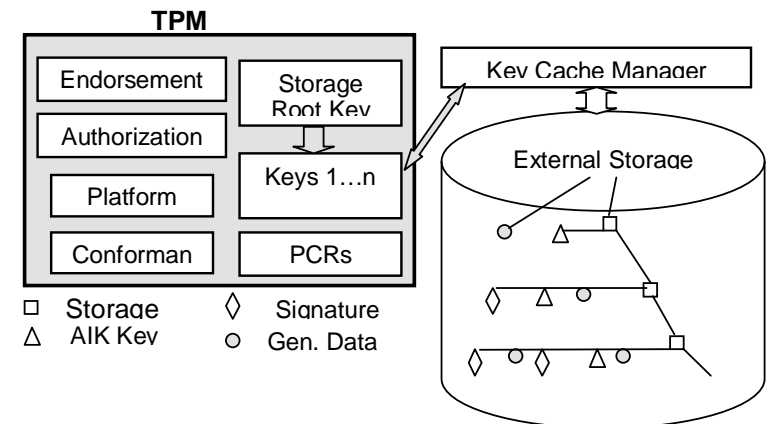 TPM
Endorsement
Authorization
Platform
Conforman
Storage
Root Key
Keys 1...n
PCRs
Key Cache Manager
External Storage
Storage
AIK Key
Signature
Gen. Data